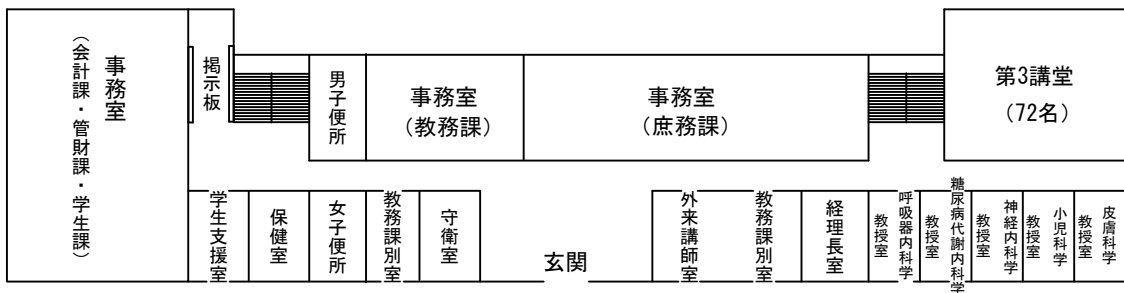 事務室
(会計課・管財課・学生課)
掲示板
男子便所
事務室
(教務課)
事務室
(庶務課)
第3講堂
(72名)
学生支援室
保健室
女子便所
教務課別室
守衛室
玄関
外来講師室
教務課別室
経理長室
呼吸器内科学
教授室
糖尿病代謝内科学
教授室
神経内科学
教授室
小児科学
教授室
皮膚科学
教授室